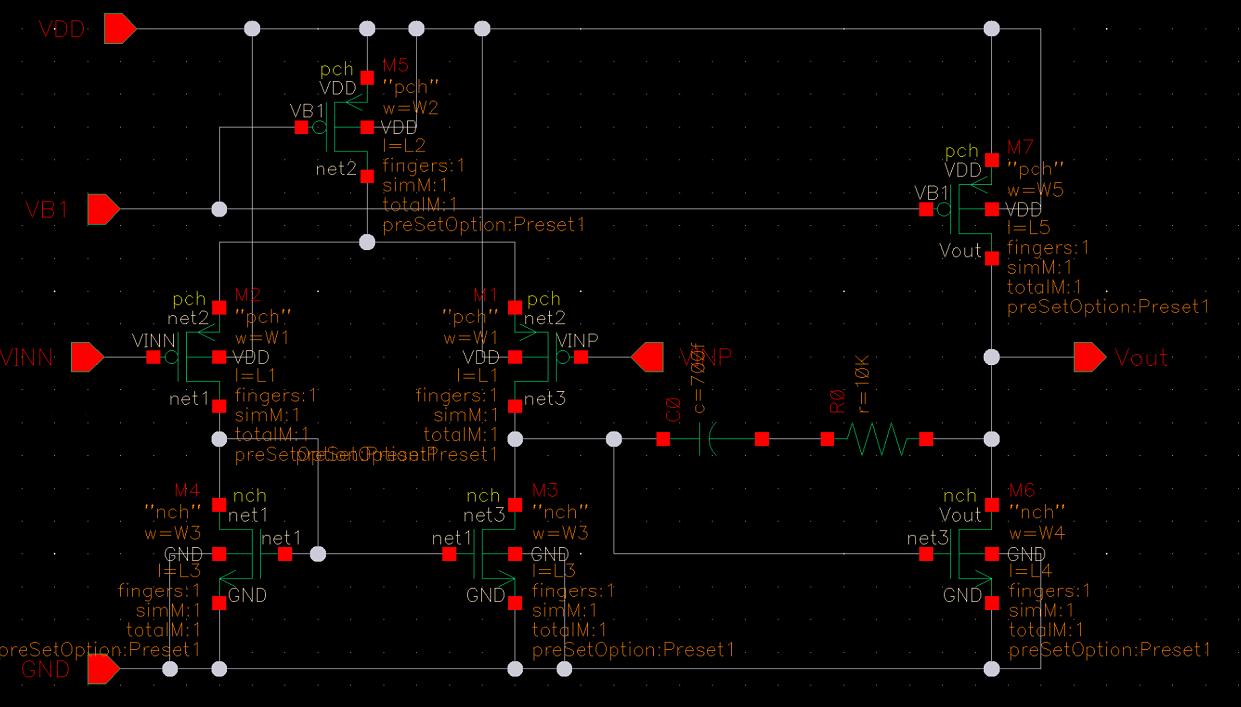 VDD
pch
M5
VDD
"pch"
w=W2
VB1
VDD
l=L2
net2
fingers:1
simM:1
totalM:1
preSetOption:Preset1
VB1
pch
M7
VDD
"pch"
w=W5
VB1
VDD
l=L5
Vout
fingers:1
simM:1
totalM:1
preSetOption:Preset1
pch
M2
net2
"pch"
w=W1
VINN
VINN
VDD
l=L1
net1
fingers:1
simM:1
totalM:1
M1
pch
"pch"
net2
w=W1
VINP
VDD
l=L1
net3
fingers:1
simM:1
totalM:1
preSetOption:Preset1
VINP
Vout
C0
c=700f
R0
r=10K
M4
nch
"nch"
net1
w=W3
net1
GND
l=L3
GND
fingers:1
simM:1
totalM:1
preSetOption:Preset1
nch
M3
net3
"nch"
w=W3
net1
GND
l=L3
GND
fingers:1
simM:1
totalM:1
preSetOption:Preset1
nch
M6
Vout
"nch"
w=W4
net3
GND
l=L4
GND
fingers:1
simM:1
totalM:1
preSetOption:Preset1
GND